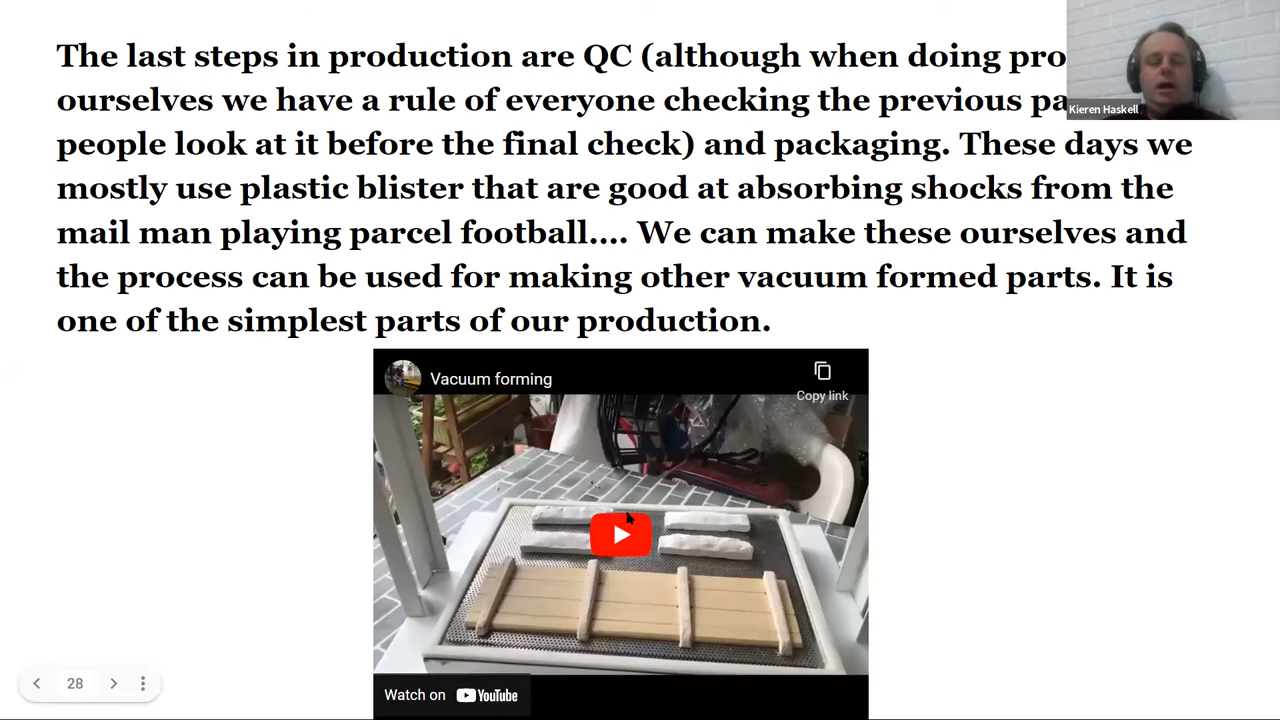 The last steps in production are QC (although when doing pro
ourselves we have a rule of everyone checking the previous pa
people look at it before the final check) and packaging. These days we
mostly use plastic blister that are good at absorbing shocks from the
mail man playing parcel football.... We can make these ourselves and
the process can be used for making other vacuum formed parts. It is
one of the simplest parts of our production.
Kieren Haskell
Vacuum forming
Copy link
Watch on YouTube
28